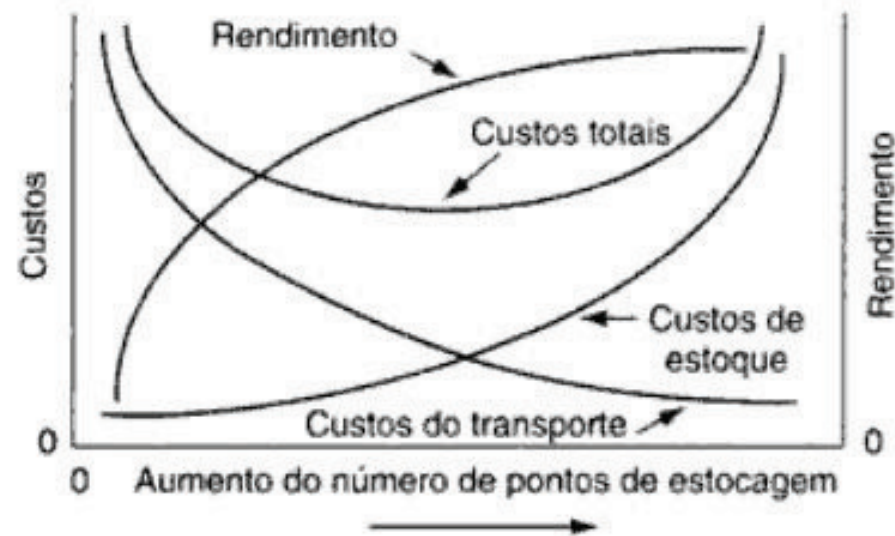 Rendimento
Custos totais
Custos
Rendimento
Custos de
estoque
Custos do transporte
0
0
0
Aumento do número de pontos de estocagem